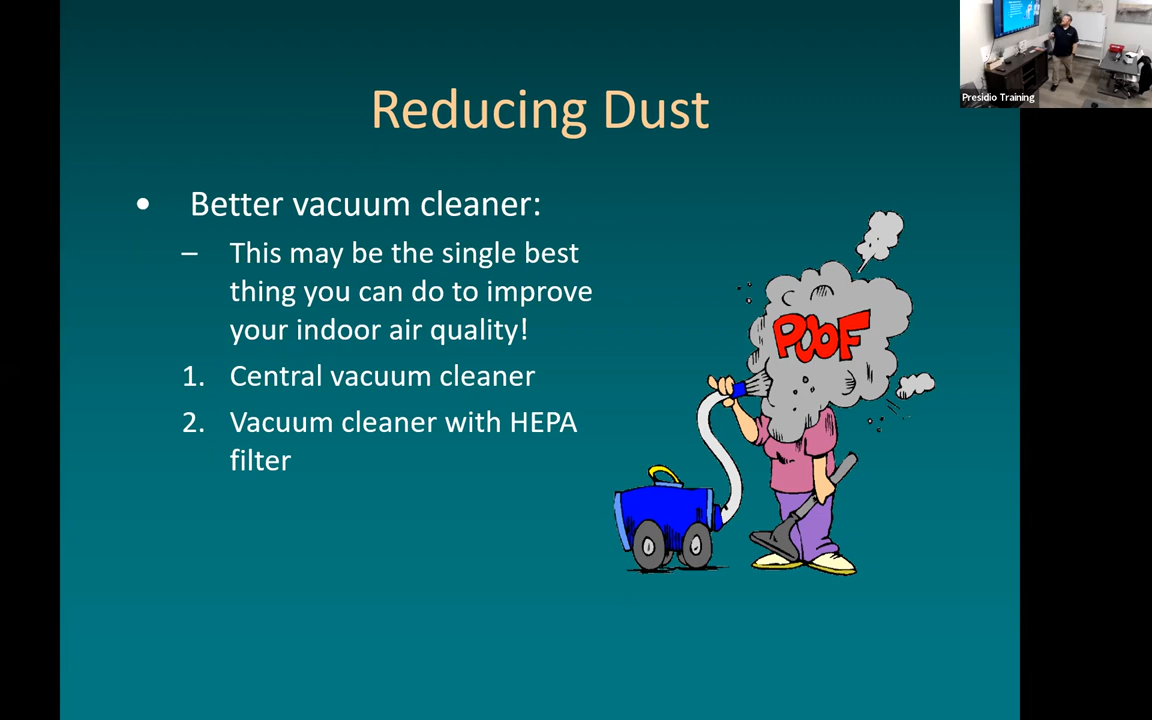 Presidio Training
Reducing Dust
• Better vacuum cleaner:
– This may be the single best
thing you can do to improve
your indoor air quality!
1. Central vacuum cleaner
2. Vacuum cleaner with HEPA
filter
POOF